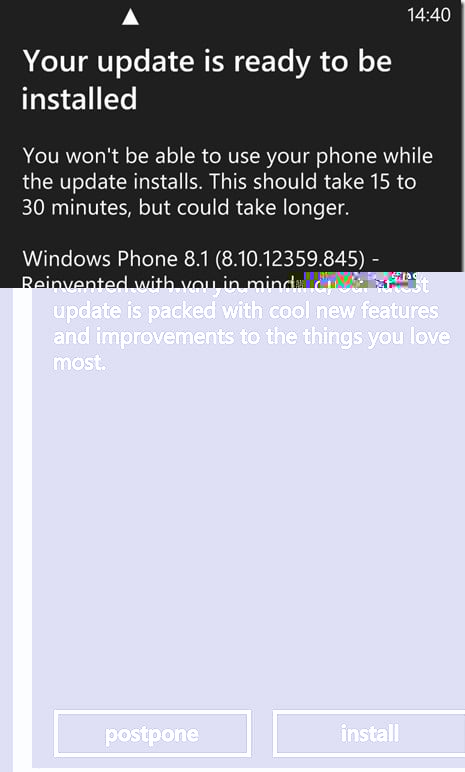 14:40
Your update is ready to be
installed
You won't be able to use your phone while
the update installs. This should take 15 to
30 minutes, but could take longer.
Windows Phone 8.1 (8.10.12359.845) -
Reinvented with you in mind, our latest
update is packed with cool new features
and improvements to the things you love
most.
postpone
install